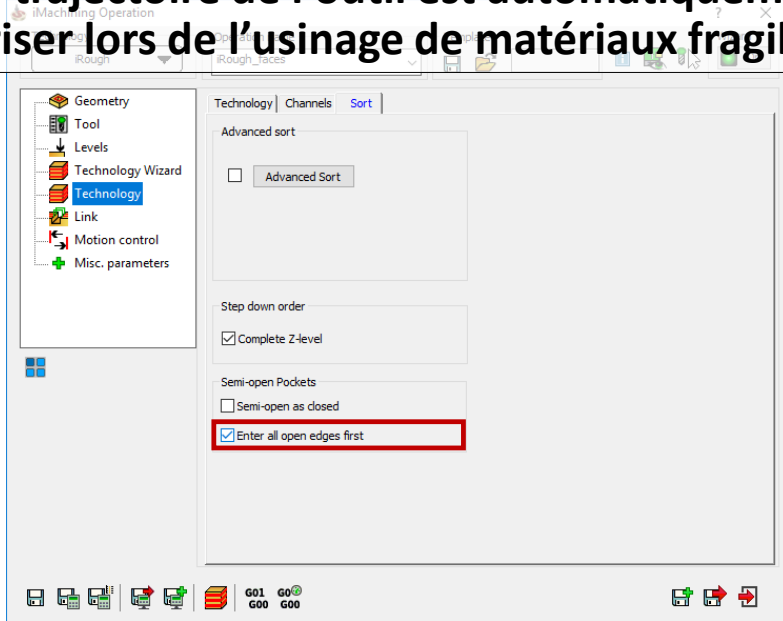 trajectoire de l'outil est automatiquem
iMachining Operation
?
iser lors de l'usinage de matériaux fragil
iRough
iRough_faces
Geometry
Tool
Levels
Technology Wizard
Technology
Link
Motion control
Misc. parameters
Technology
Channels
Sort
Advanced sort
Advanced Sort
Step down order
Complete Z-level
Semi-open Pockets
Semi-open as closed
Enter all open edges first
G01 G0
G00 G00